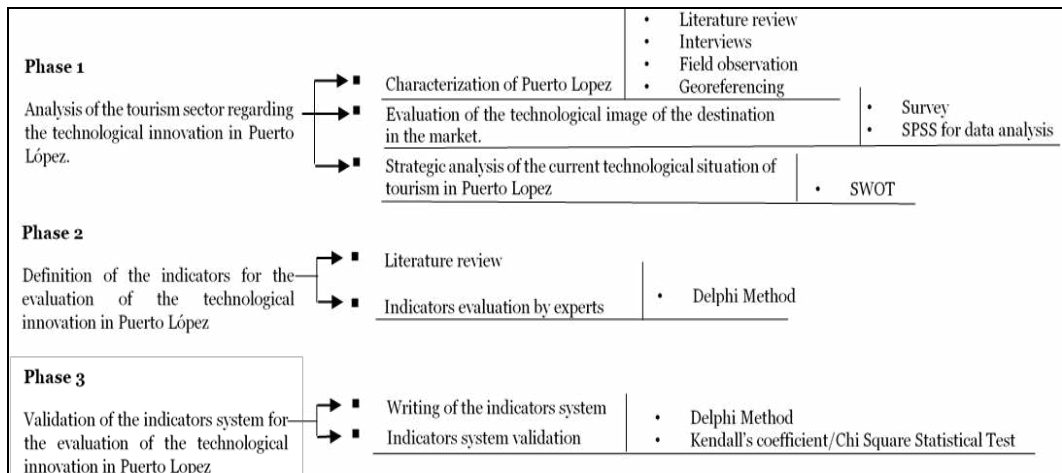 Phase 1
Analysis of the tourism sector regarding
the technological innovation in Puerto
López.
Characterization of Puerto Lopez
• Literature review
• Interviews
• Field observation
• Georeferencing
Evaluation of the technological image of the destination
in the market.
• Survey
• SPSS for data analysis
Strategic analysis of the current technological situation of
tourism in Puerto Lopez
• SWOT
Phase 2
Definition of the indicators for the
evaluation of the technological
innovation in Puerto López
Literature review
Indicators evaluation by experts
• Delphi Method
Phase 3
Validation of the indicators system for
the evaluation of the technological
innovation in Puerto Lopez
Writing of the indicators system
Indicators system validation
• Delphi Method
• Kendall's coefficient/Chi Square Statistical Test